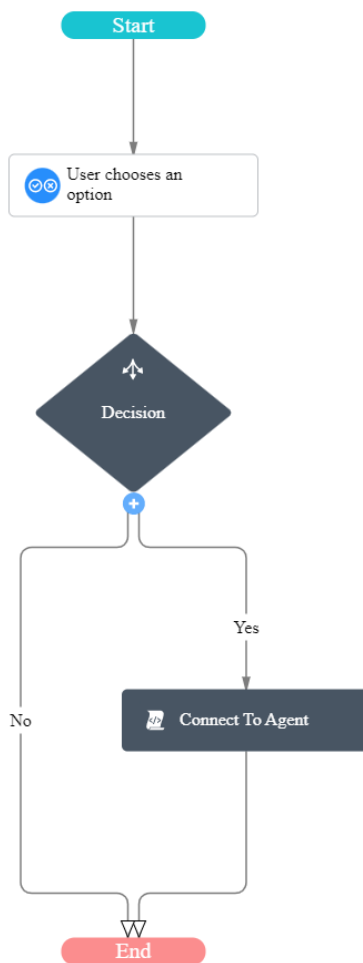 Start
User chooses an
option
Decision
Yes
No
Connect To Agent
End